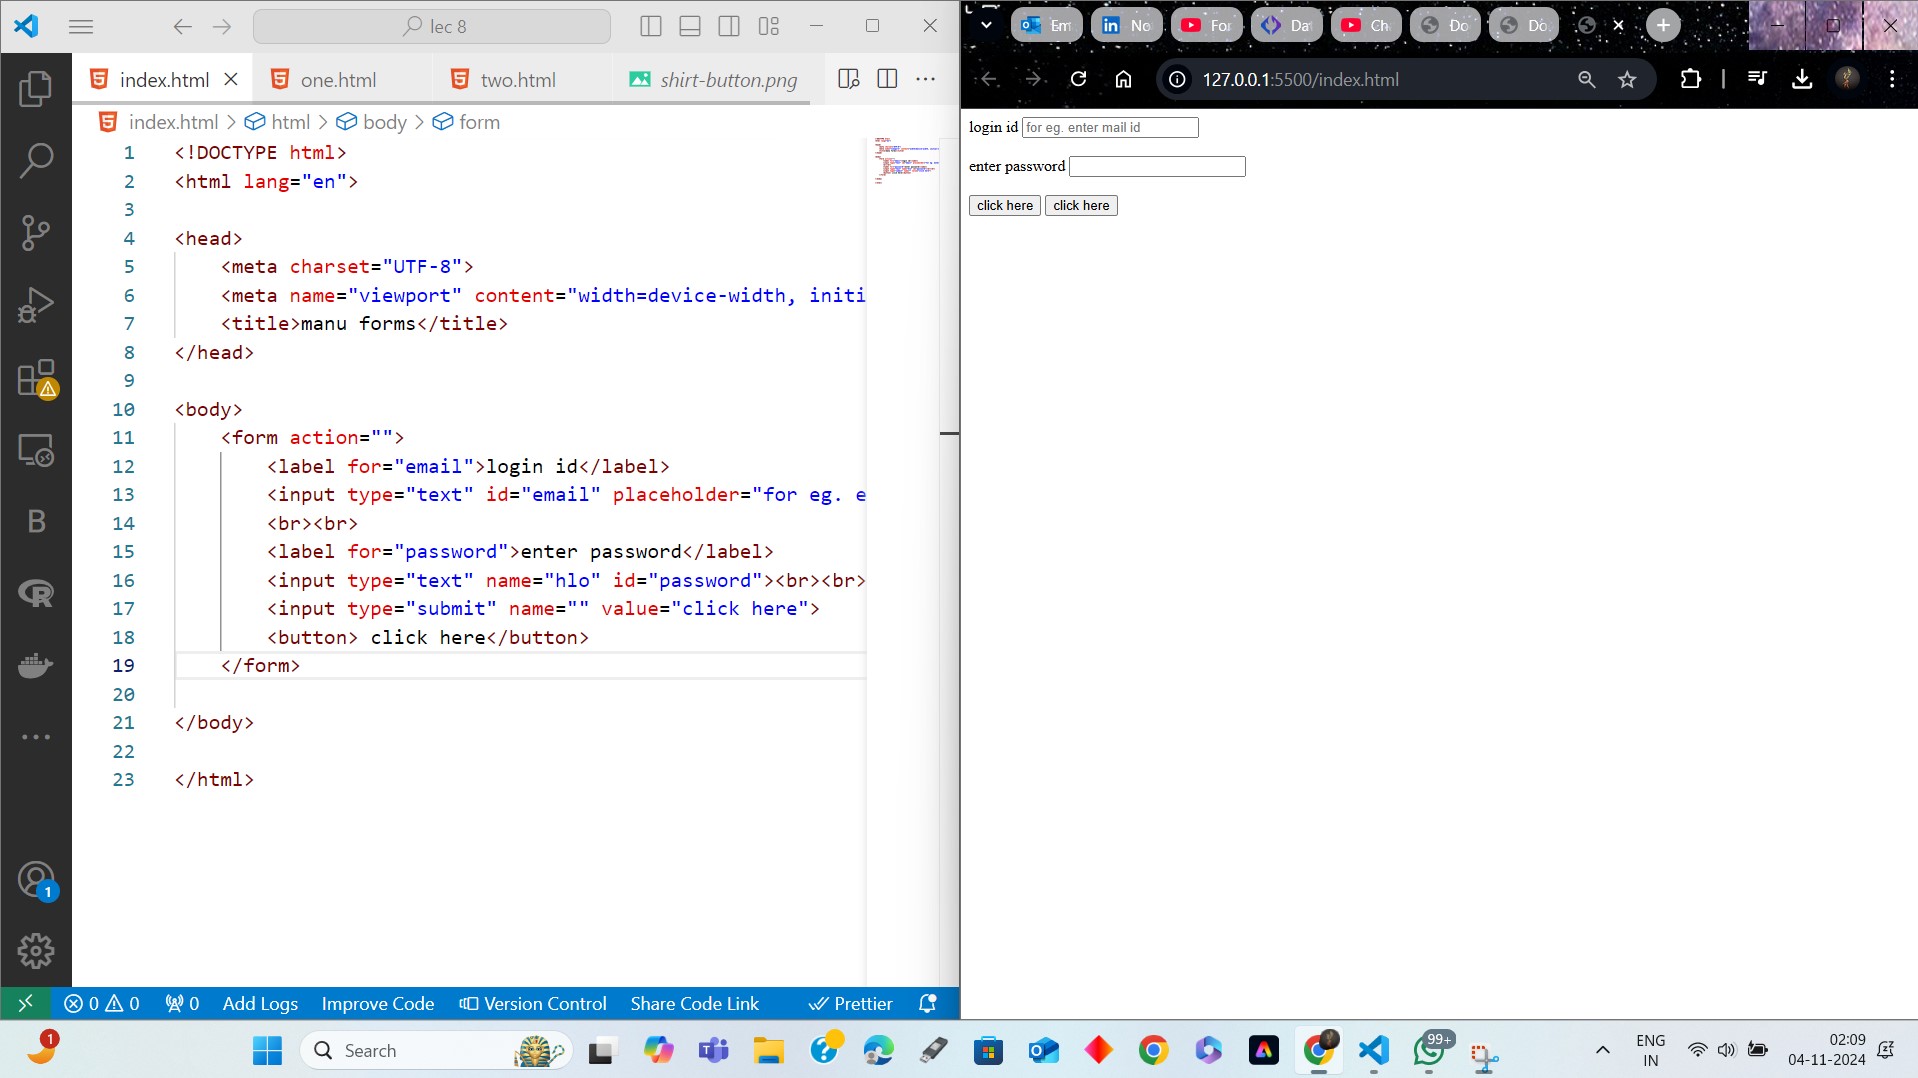 lec 8
index.html
one.html
two.html
shirt-button.png
index.html > html > body > form
1 <!DOCTYPE html>
2 <html lang="en">
3
4 <head>
5 <meta charset="UTF-8">
6 <meta name="viewport" content="width=device-width, initi
7 <title>manu forms</title>
8 </head>
9
10 <body>
11 <form action="">
12 <label for="email">login id</label>
13 <input type="text" id="email" placeholder="for eg. e
14 <br><br>
15 <label for="password">enter password</label>
16 <input type="text" name="hlo" id="password"><br><br>
17 <input type="submit" name="" value="click here">
18 <button> click here</button>
19 </form>
20
21 </body>
22
23 </html>
B
1
0 0 0 Add Logs Improve Code Version Control Share Code Link Prettier
Em No For Da Ch Do Do
127.0.0.1:5500/index.html
login id for eg. enter mail id
enter password
click here click here
1
Search
99+
ENG
IN
02:09
04-11-2024